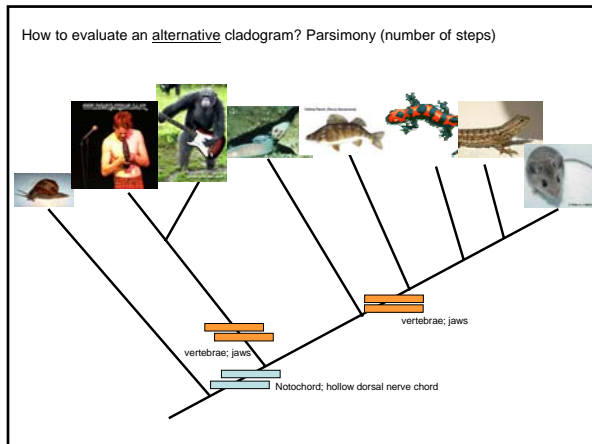 How to evaluate an alternative cladogram? Parsimony (number of steps)
vertebrae; jaws
vertebrae; jaws
Notochord; hollow dorsal nerve chord